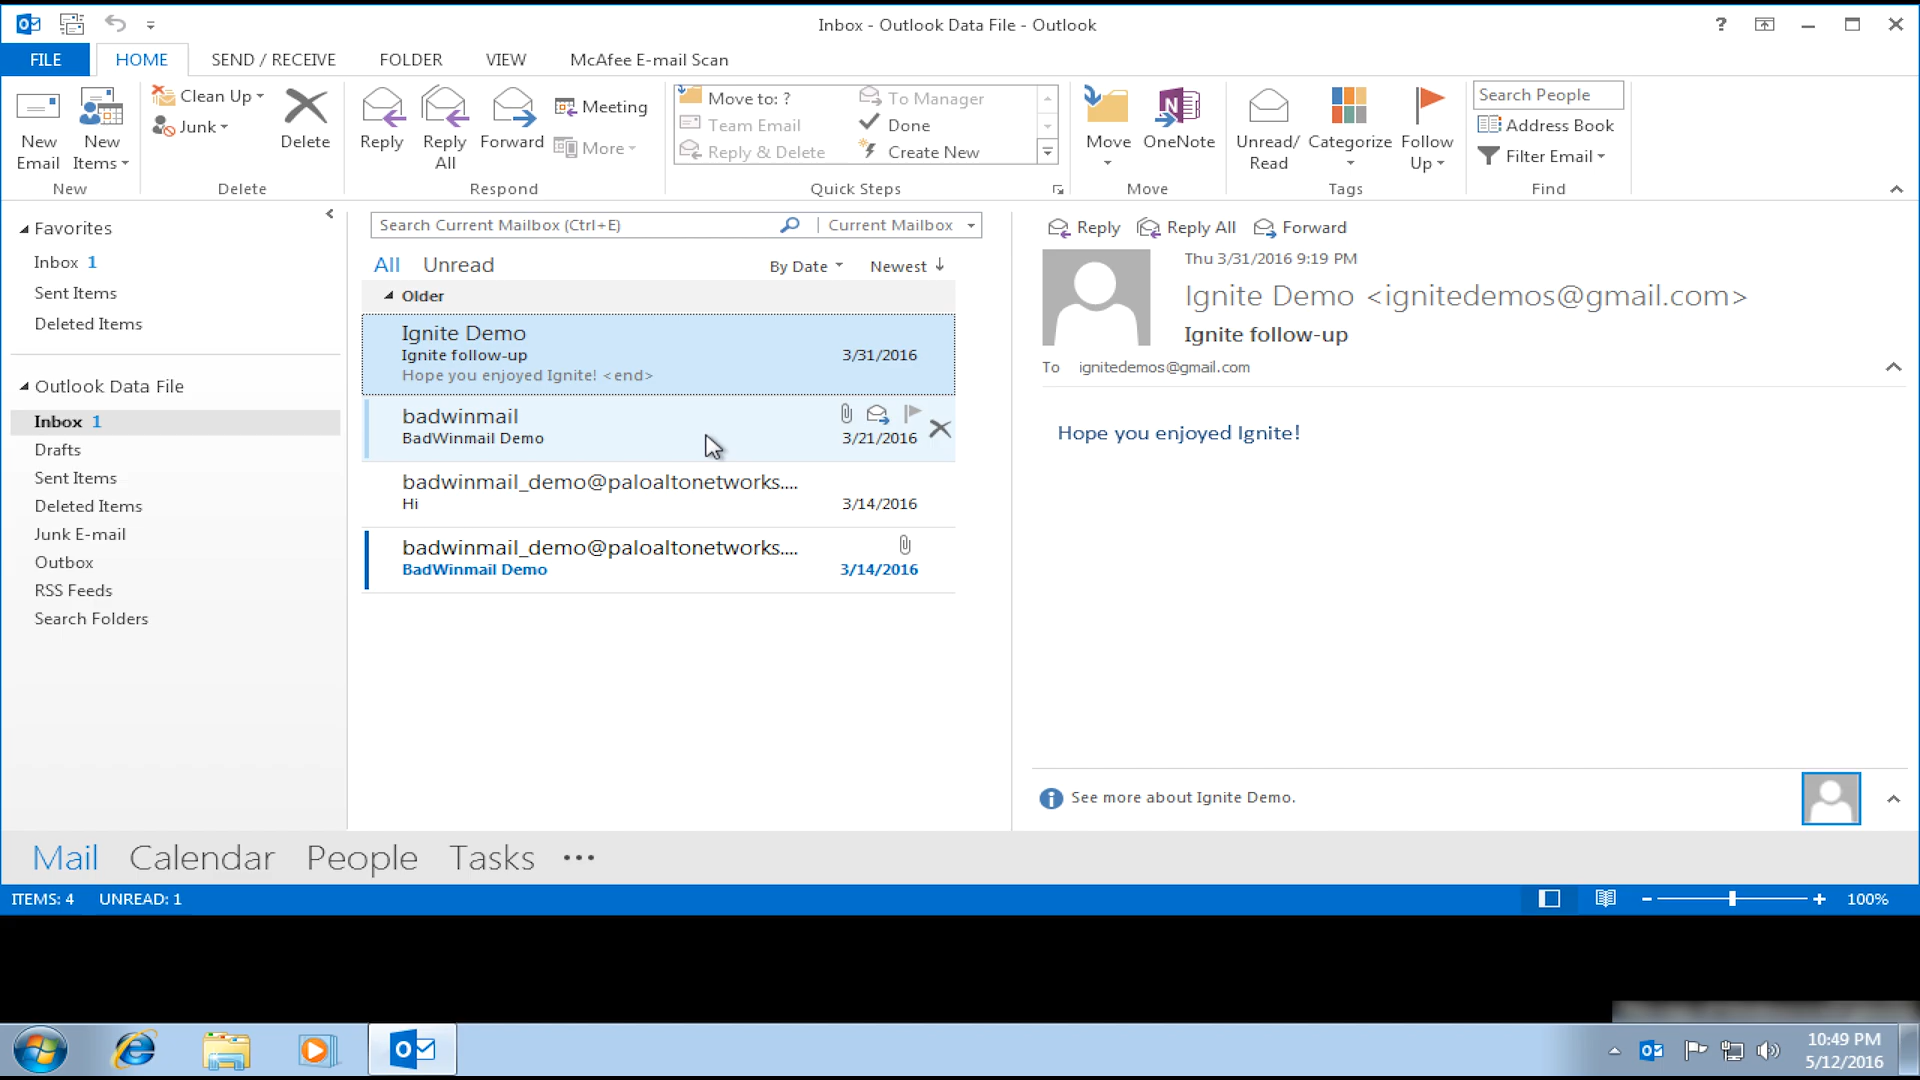 Inbox - Outlook Data File - Outlook
?
FILE HOME SEND / RECEIVE FOLDER VIEW McAfee E-mail Scan
New Email
New Items
New
Clean Up
Junk
Delete
Delete
Reply
Reply All
Forward
Meeting
More
Respond
Move to: ?
Team Email
Reply & Delete
To Manager
Done
Create New
Quick Steps
Move
OneNote
Move
Unread/ Read
Categorize
Follow Up
Tags
Search People
Address Book
Filter Email
Find
Favorites
Inbox 1
Sent Items
Deleted Items
Outlook Data File
Inbox 1
Drafts
Sent Items
Deleted Items
Junk E-mail
Outbox
RSS Feeds
Search Folders
Search Current Mailbox (Ctrl+E) Current Mailbox
All Unread By Date Newest
Older
Ignite Demo
Ignite follow-up 3/31/2016
Hope you enjoyed Ignite! <end>
badwinmail
BadWinmail Demo 3/21/2016
badwinmail_demo@paloaltonetworks....
Hi 3/14/2016
badwinmail_demo@paloaltonetworks....
BadWinmail Demo 3/14/2016
Reply Reply All Forward
Thu 3/31/2016 9:19 PM
Ignite Demo <ignitedemos@gmail.com>
Ignite follow-up
To ignitedemos@gmail.com
Hope you enjoyed Ignite!
See more about Ignite Demo.
Mail Calendar People Tasks •••
ITEMS: 4 UNREAD: 1 100%
10:49 PM
5/12/2016